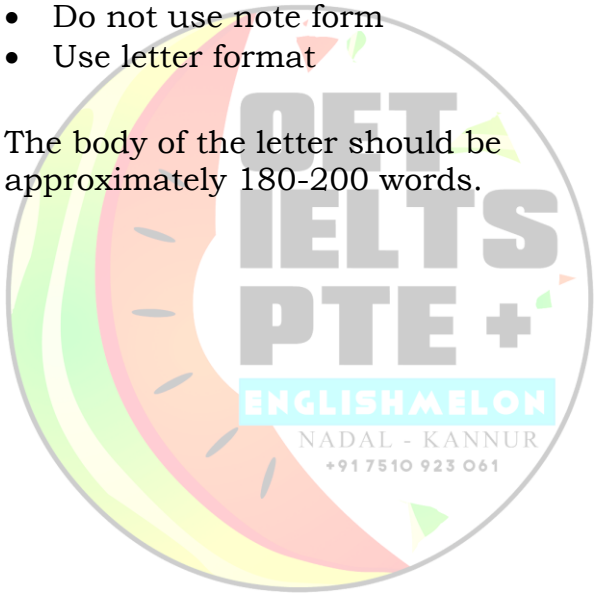 • Do not use note form
• Use letter format
The body of the letter should be
approximately 180-200 words.
OET
IELTS
PTE +
ENGLISHMELON
NADAL - KANNUR
+91 7510 923 061